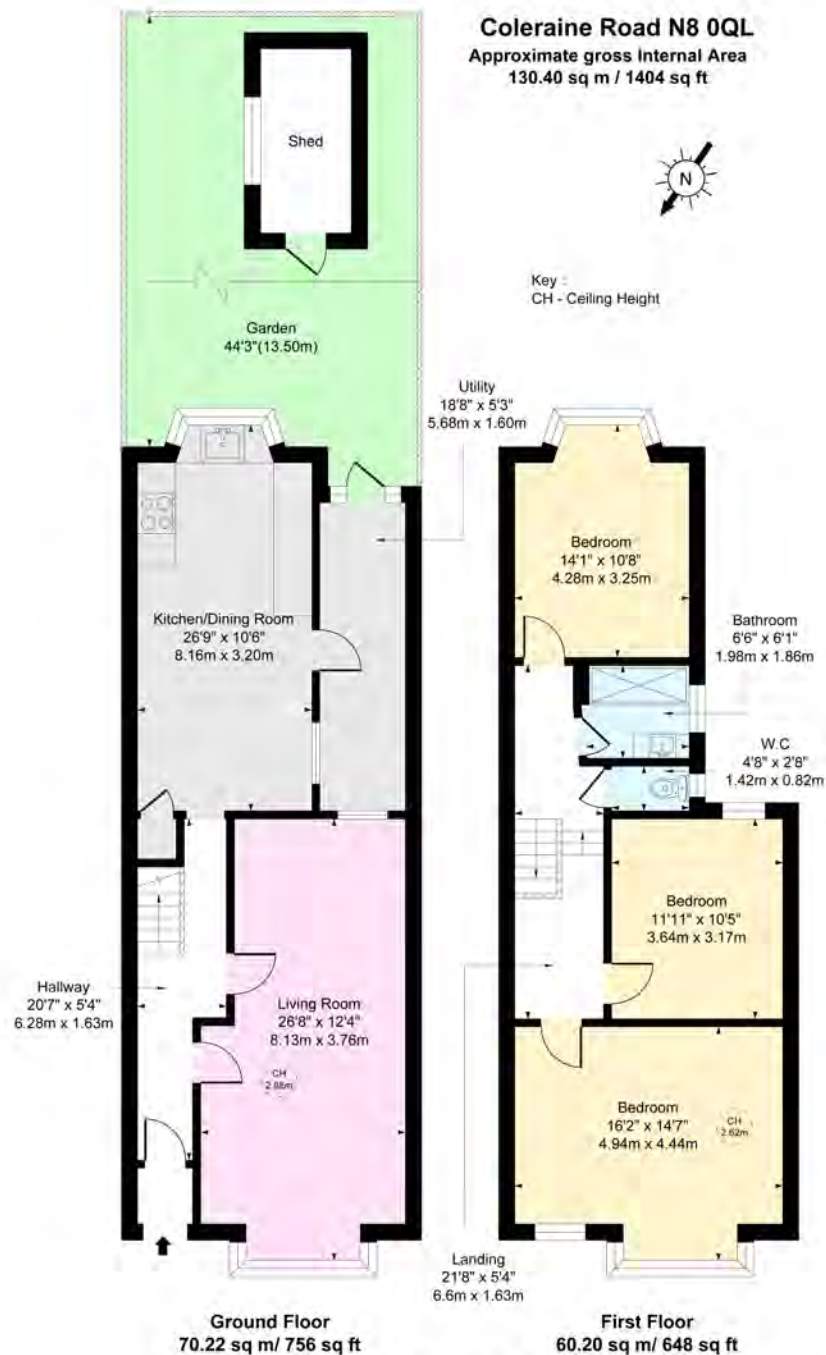 Coleraine Road N8 0QL
Approximate gross Internal Area
130.40 sq m / 1404 sq ft
Shed
N
Key :
CH - Ceiling Height
Garden
44'3"(13.50m)
Utility
18'8" x 5'3"
5.68m x 1.60m
Bedroom
14'1" x 10'8"
4.28m x 3.25m
Kitchen/Dining Room
26'9" x 10'6"
8.16m x 3.20m
Bathroom
6'6" x 6'1"
1.98m x 1.86m
W.C
4'8" x 2'8"
1.42m x 0.82m
Bedroom
11'11" x 10'5"
3.64m x 3.17m
Hallway
20'7" x 5'4"
6.28m x 1.63m
Living Room
26'8" x 12'4"
8.13m x 3.76m
CH
2.88m
Bedroom
16'2" x 14'7"
4.94m x 4.44m
CH
2.62m
Landing
21'8" x 5'4"
6.6m x 1.63m
Ground Floor
70.22 sq m/ 756 sq ft
First Floor
60.20 sq m/ 648 sq ft